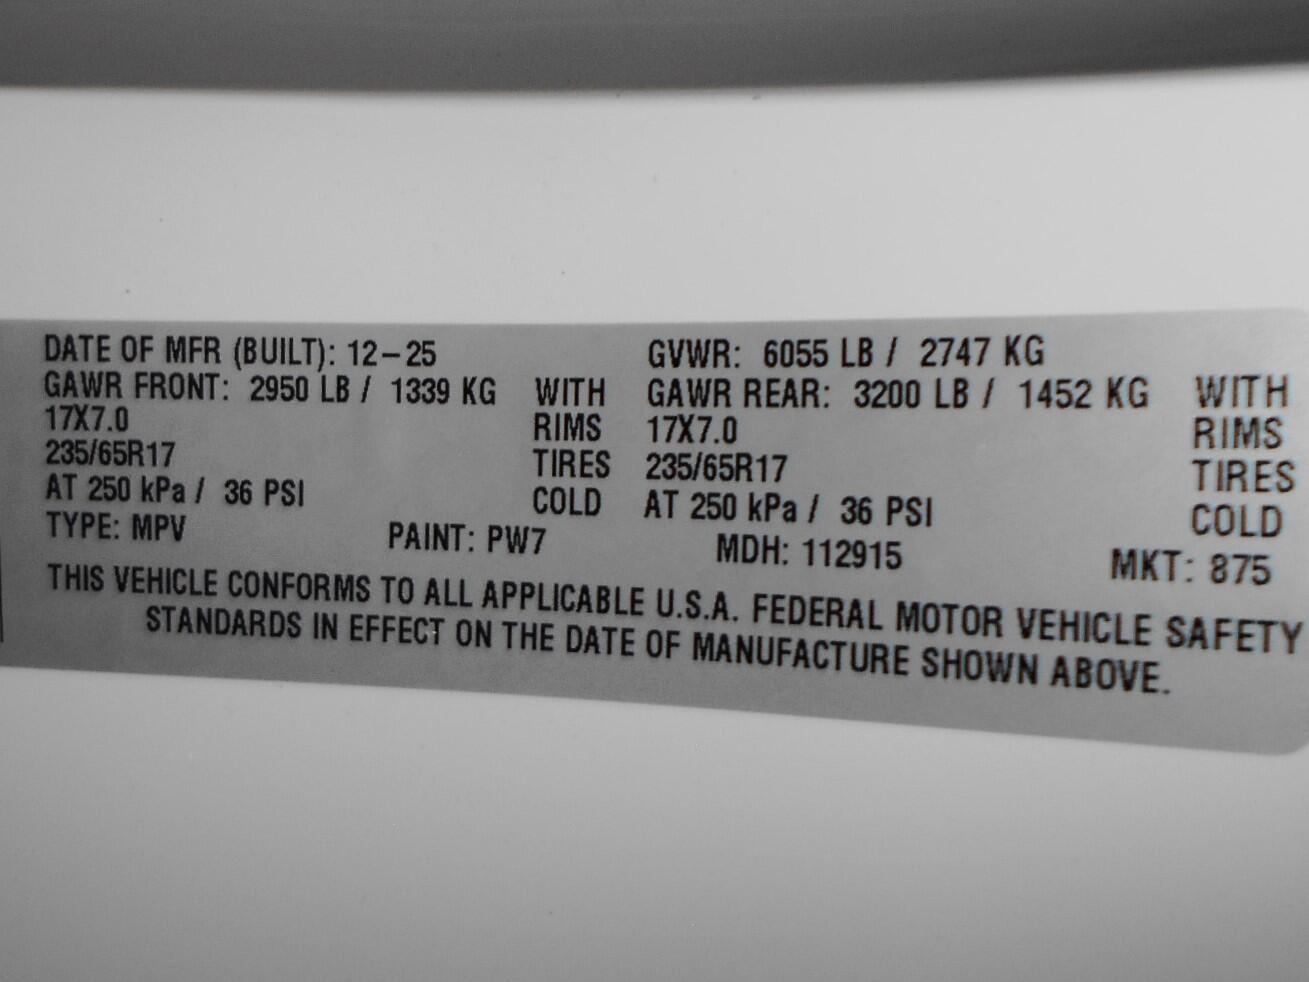 DATE OF MFR (BUILT): 12-25 GVWR: 6055 LB / 2747 KG
GAWR FRONT: 2950 LB / 1339 KG WITH GAWR REAR: 3200 LB / 1452 KG WITH
17X7.0 RIMS 17X7.0 RIMS
235/65R17 TIRES 235/65R17 TIRES
AT 250 kPa / 36 PSI COLD AT 250 kPa / 36 PSI COLD
TYPE: MPV PAINT: PW7 MDH: 112915 MKT: 875
THIS VEHICLE CONFORMS TO ALL APPLICABLE U.S.A. FEDERAL MOTOR VEHICLE SAFETY
STANDARDS IN EFFECT ON THE DATE OF MANUFACTURE SHOWN ABOVE.